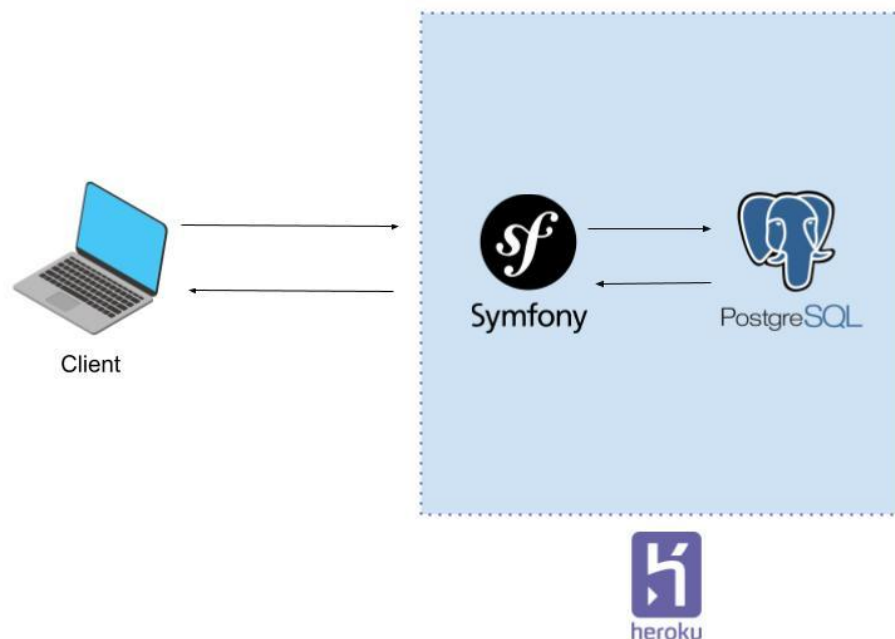 Client
sf
Symfony
PostgreSQL
heroku